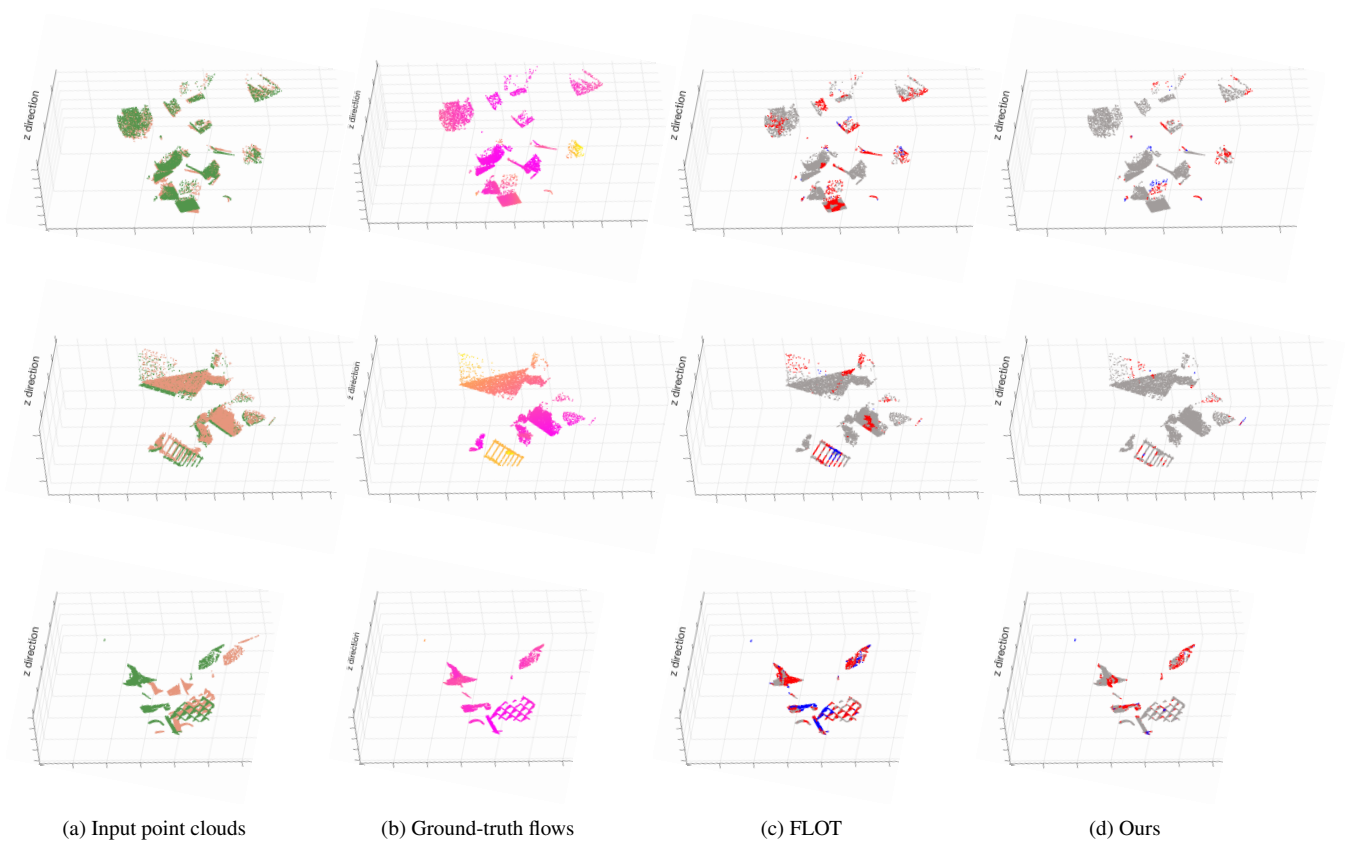 z direction
z direction
z direction
z direction
z direction
z direction
z direction
z direction
z direction
z direction
z direction
z direction
(a) Input point clouds
(b) Ground-truth flows
(c) FLOT
(d) Ours